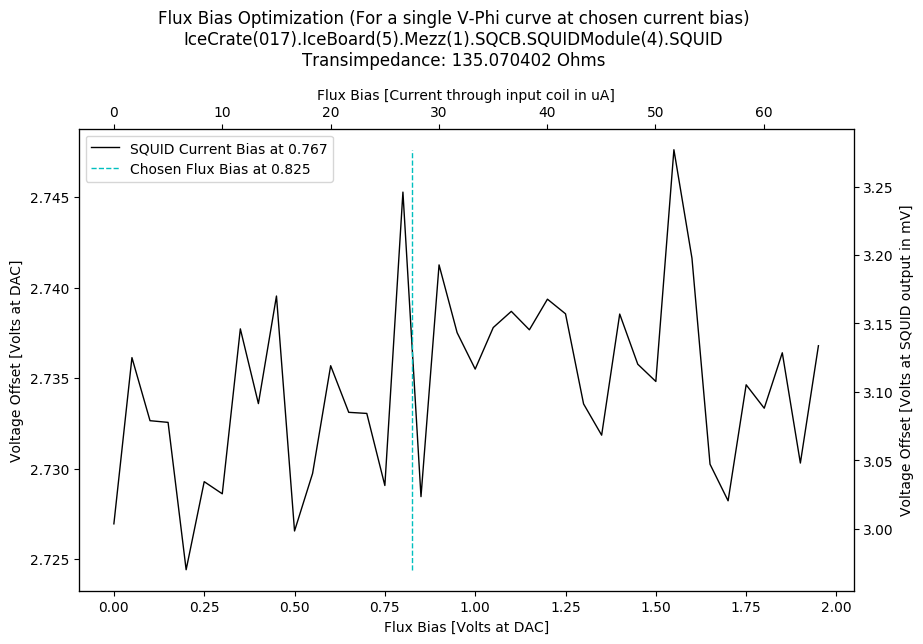 Flux Bias Optimization (For a single V-Phi curve at chosen current bias)
IceCrate(017).IceBoard(5).Mezz(1).SQCB.SQUIDModule(4).SQUID
Transimpedance: 135.070402 Ohms
Flux Bias [Current through input coil in uA]
0 10 20 30 40 50 60
SQUID Current Bias at 0.767
Chosen Flux Bias at 0.825
Voltage Offset [Volts at DAC]
2.745
2.740
2.735
2.730
2.725
3.25
3.20
3.15
3.10
3.05
3.00
Voltage Offset [Volts at SQUID output in mV]
0.00 0.25 0.50 0.75 1.00 1.25 1.50 1.75 2.00
Flux Bias [Volts at DAC]